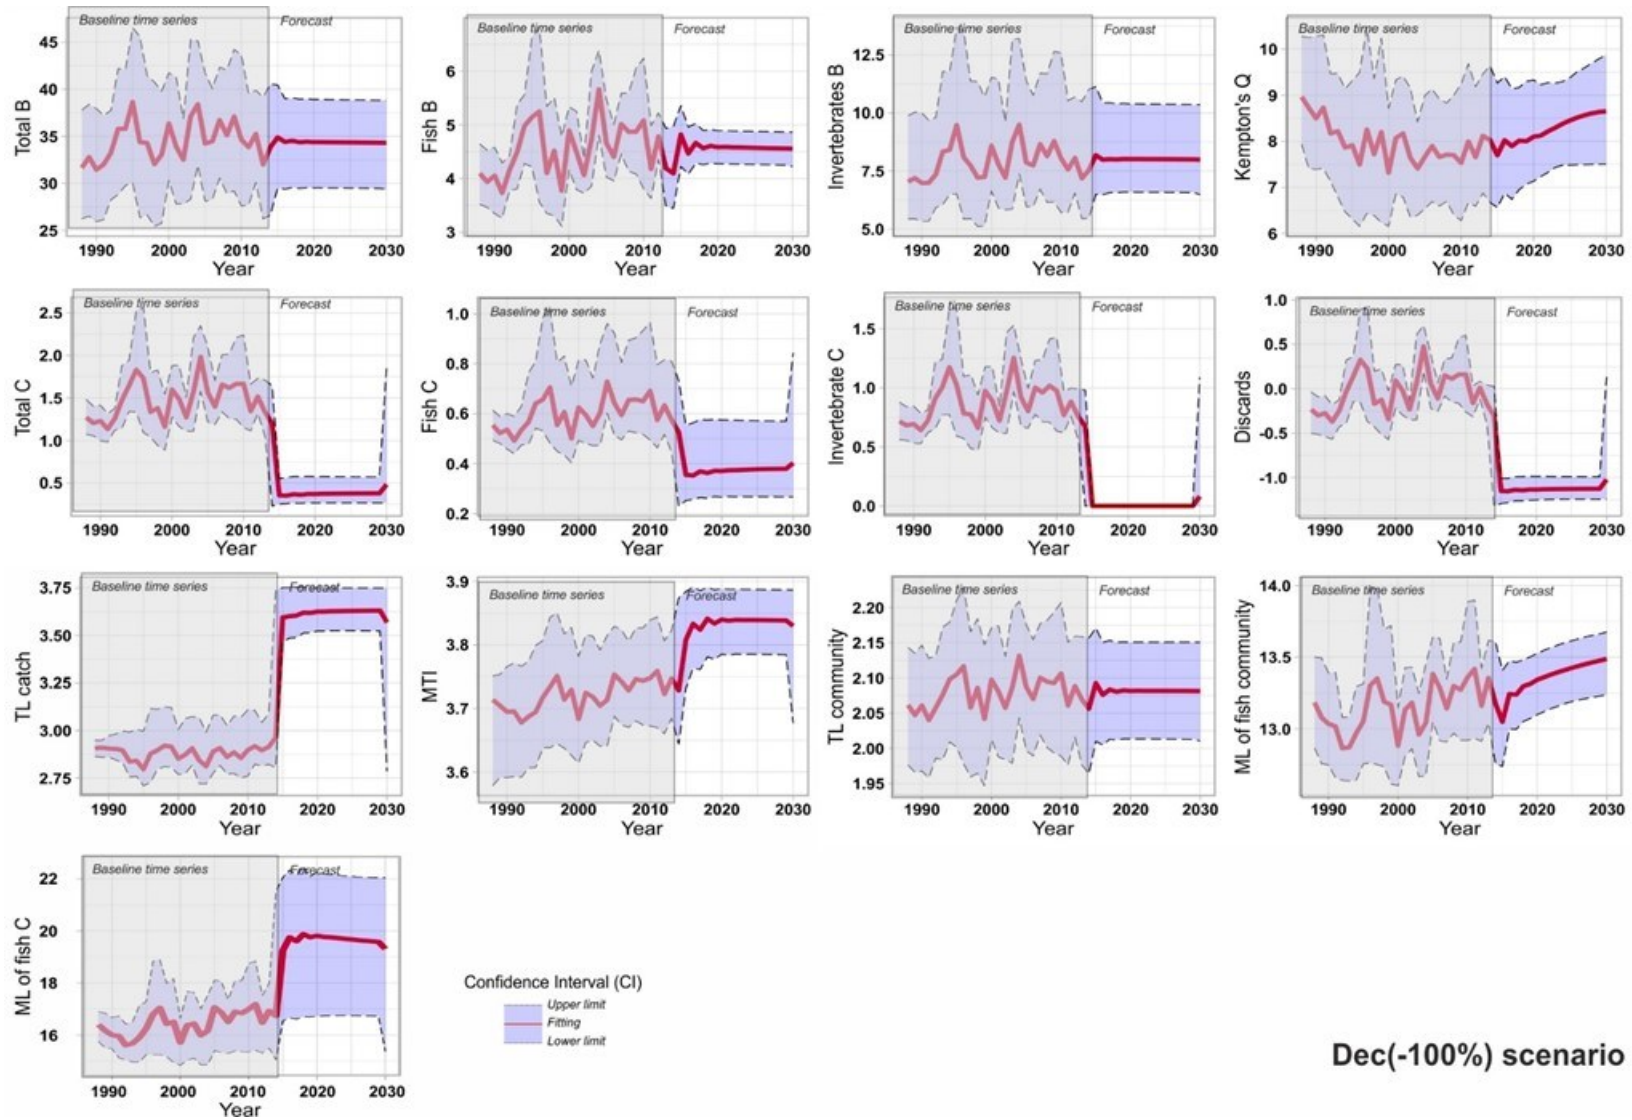 Baseline time series Forecast
45
40
35
30
25
Total B
1990 2000 2010 2020 2030
Year
Baseline time series Forecast
6
5
4
3
Fish B
1990 2000 2010 2020 2030
Year
Baseline time series Forecast
12.5
10.0
7.5
5.0
Invertebrates B
1990 2000 2010 2020 2030
Year
Baseline time series Forecast
10
9
8
7
6
Kempton's Q
1990 2000 2010 2020 2030
Year
Baseline time series Forecast
2.5
2.0
1.5
1.0
0.5
Total C
1990 2000 2010 2020 2030
Year
Baseline time series Forecast
1.0
0.8
0.6
0.4
0.2
Fish C
1990 2000 2010 2020 2030
Year
Baseline time series Forecast
1.5
1.0
0.5
0.0
Invertebrate C
1990 2000 2010 2020 2030
Year
Baseline time series Forecast
1.0
0.5
0.0
-0.5
-1.0
Discards
1990 2000 2010 2020 2030
Year
Baseline time series Forecast
3.75
3.50
3.25
3.00
2.75
TL catch
1990 2000 2010 2020 2030
Year
Baseline time series Forecast
3.9
3.8
3.7
3.6
MTI
1990 2000 2010 2020 2030
Year
Baseline time series Forecast
2.20
2.15
2.10
2.05
2.00
1.95
TL community
1990 2000 2010 2020 2030
Year
Baseline time series Forecast
14.0
13.5
13.0
ML of fish community
1990 2000 2010 2020 2030
Year
Baseline time series Forecast
22
20
18
16
ML of fish C
1990 2000 2010 2020 2030
Year
Confidence Interval (CI)
Upper limit
Fitting
Lower limit
Dec(-100%) scenario